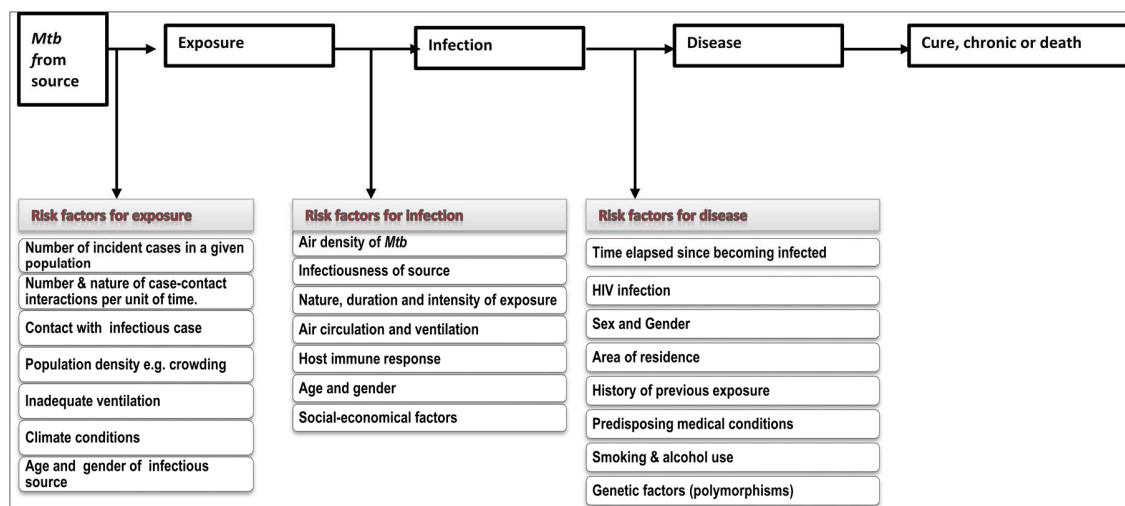 Mtb
from
source
Exposure
Infection
Disease
Cure, chronic or death
Risk factors for exposure
Number of incident cases in a given
population
Number & nature of case-contact
interactions per unit of time.
Contact with infectious case
Population density e.g. crowding
Inadequate ventilation
Climate conditions
Age and gender of infectious
source
Risk factors for infection
Air density of Mtb
Infectiousness of source
Nature, duration and intensity of exposure
Air circulation and ventilation
Host immune response
Age and gender
Social-economical factors
Risk factors for disease
Time elapsed since becoming infected
HIV infection
Sex and Gender
Area of residence
History of previous exposure
Predisposing medical conditions
Smoking & alcohol use
Genetic factors (polymorphisms)